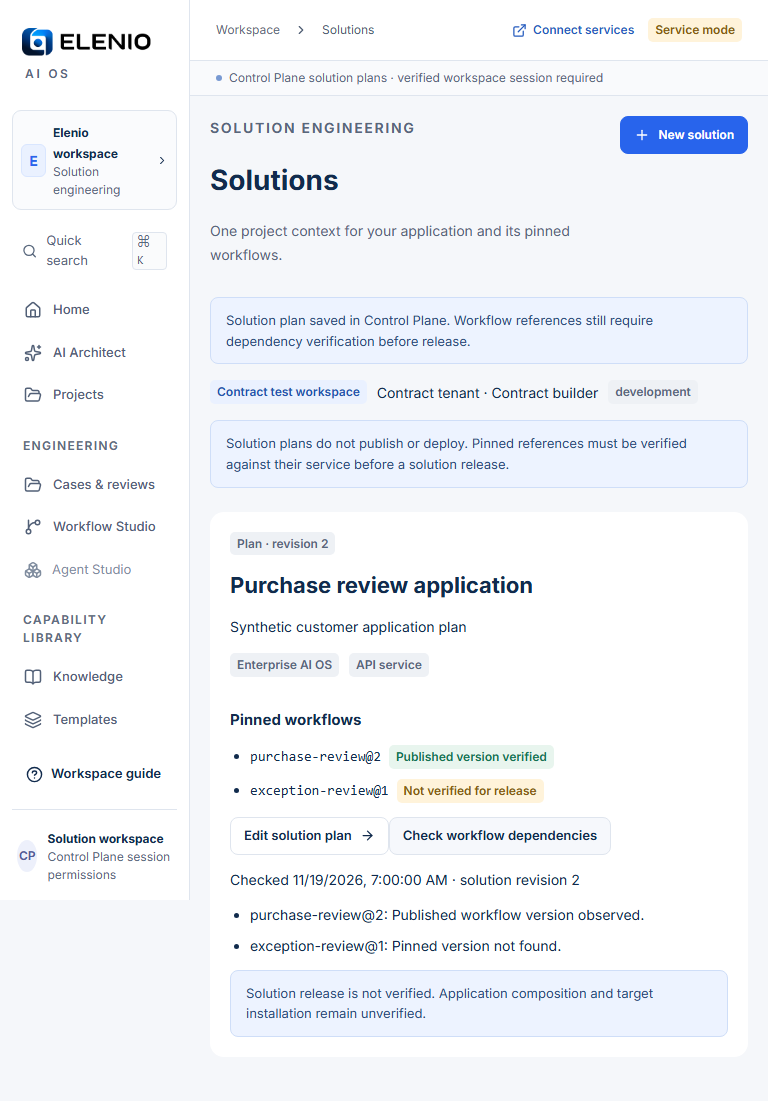 ELENIO
AI OS
Elenio
workspace
Solution
engineering
E
Quick
search
⌘
K
Home
AI Architect
Projects
ENGINEERING
Cases & reviews
Workflow Studio
Agent Studio
CAPABILITY
LIBRARY
Knowledge
Templates
Workspace guide
CP
Solution workspace
Control Plane session
permissions
Workspace > Solutions
Connect services
Service mode
Control Plane solution plans · verified workspace session required
SOLUTION ENGINEERING
New solution
Solutions
One project context for your application and its pinned
workflows.
Solution plan saved in Control Plane. Workflow references still require
dependency verification before release.
Contract test workspace Contract tenant · Contract builder development
Solution plans do not publish or deploy. Pinned references must be verified
against their service before a solution release.
Plan · revision 2
Purchase review application
Synthetic customer application plan
Enterprise AI OS API service
Pinned workflows
• purchase-review@2 Published version verified
• exception-review@1 Not verified for release
Edit solution plan → Check workflow dependencies
Checked 11/19/2026, 7:00:00 AM · solution revision 2
• purchase-review@2: Published workflow version observed.
• exception-review@1: Pinned version not found.
Solution release is not verified. Application composition and target
installation remain unverified.